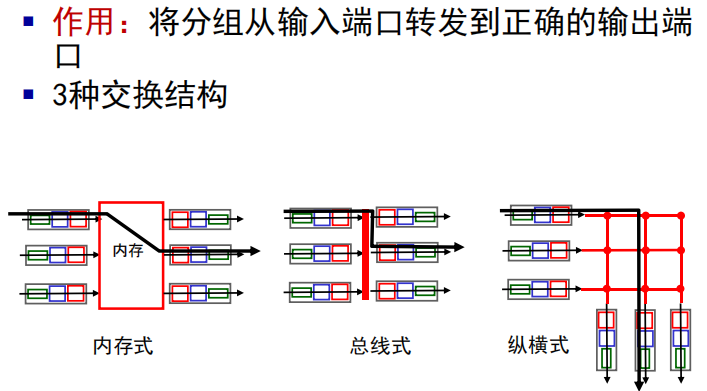 作用：将分组从输入端口转发到正确的输出端
口
3种交换结构
内存
内存式
总线式
纵横式